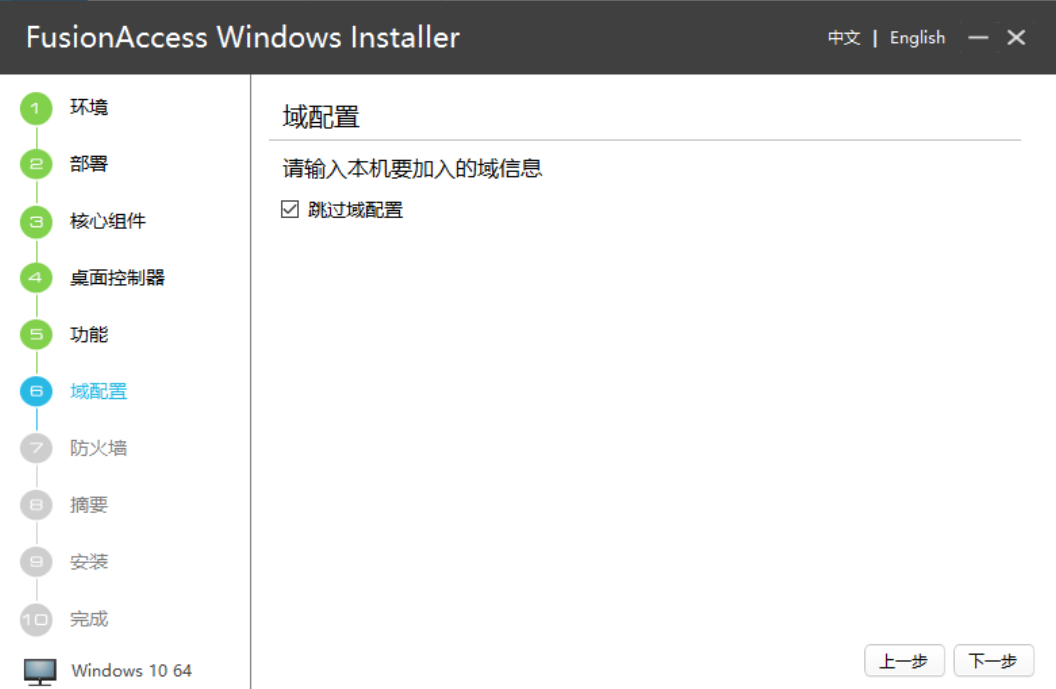 FusionAccess Windows Installer
中文 | English
1 环境
2 部署
3 核心组件
4 桌面控制器
5 功能
6 域配置
7 防火墙
8 摘要
9 安装
10 完成
Windows 10 64
域配置
请输入本机要加入的域信息
跳过域配置
上一步
下一步